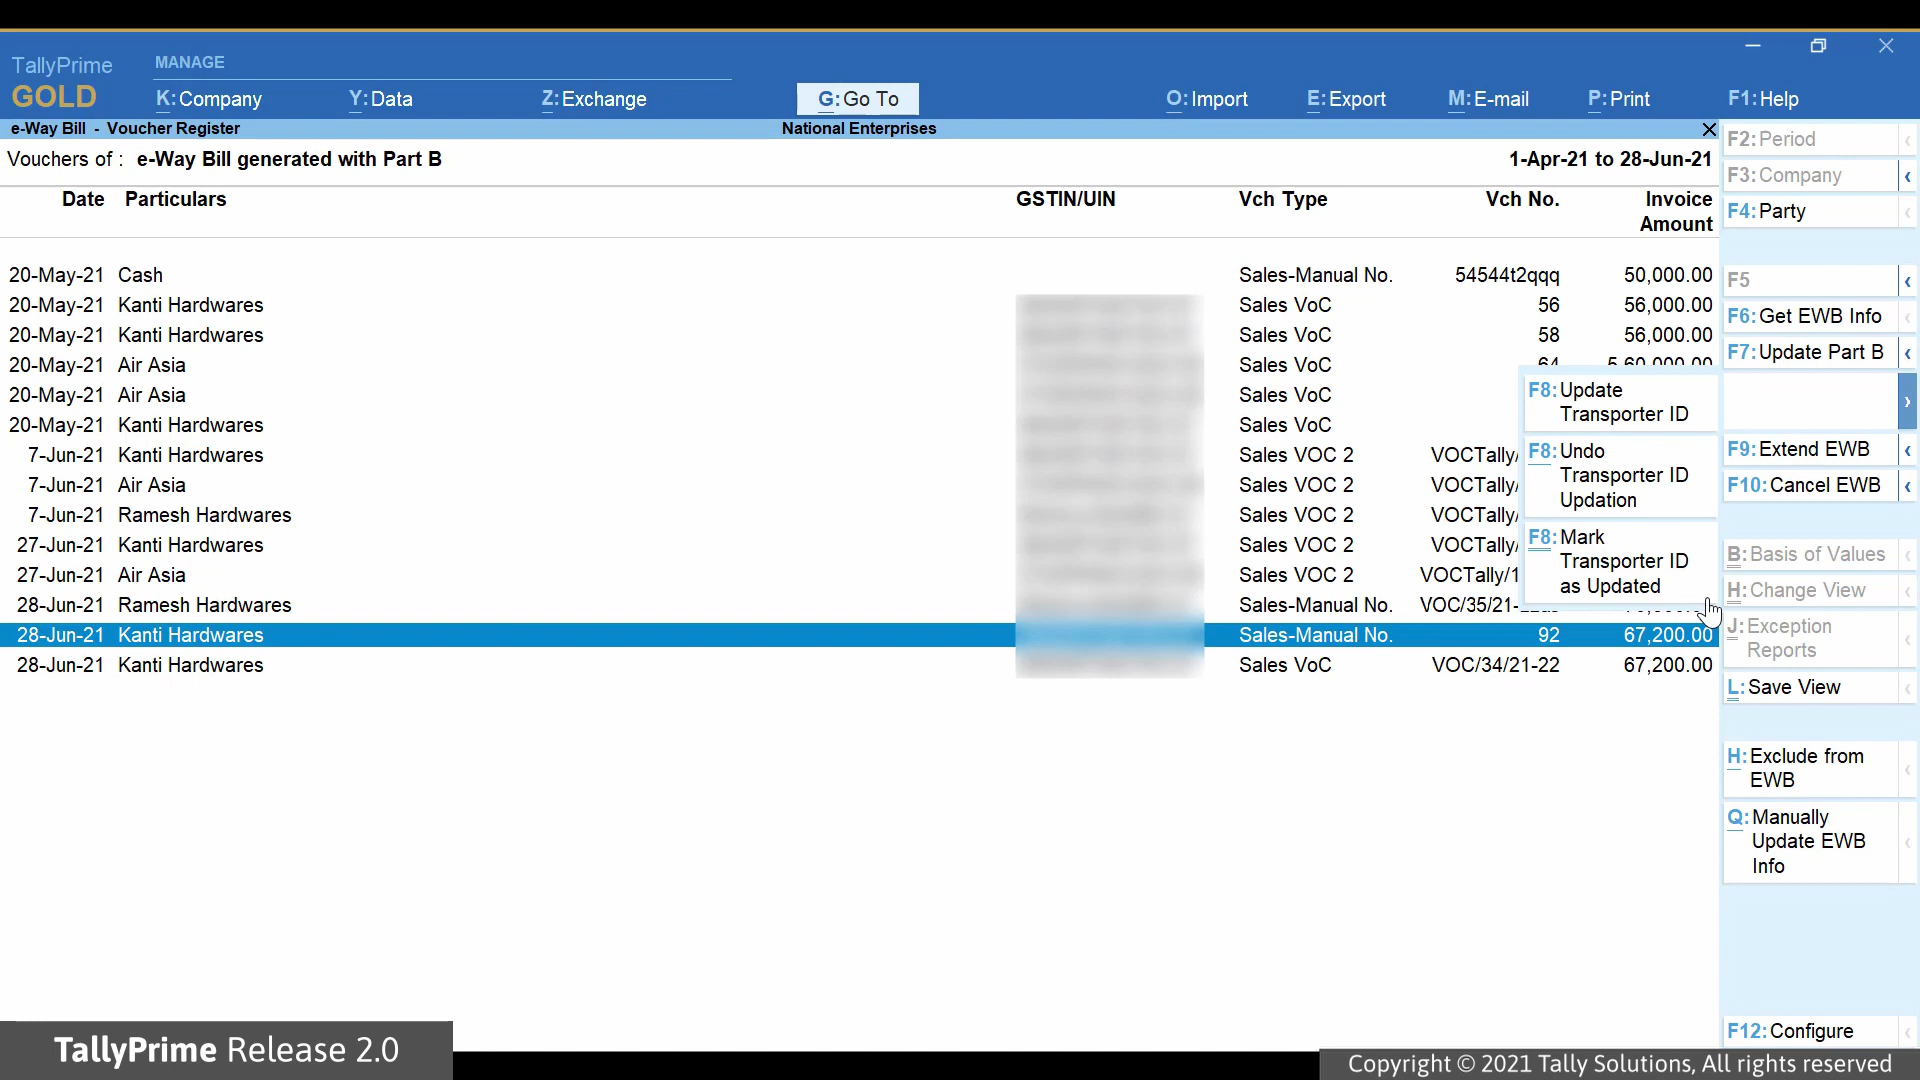 TallyPrime
MANAGE
GOLD
K:Company
Y:Data
Z:Exchange
G:Go To
O:Import
E:Export
M:E-mail
P:Print
F1:Help
e-Way Bill - Voucher Register
National Enterprises
Vouchers of : e-Way Bill generated with Part B
1-Apr-21 to 28-Jun-21
Date Particulars GSTIN/UIN Vch Type Vch No. Invoice
Amount
20-May-21 Cash Sales-Manual No. 54544t2qqq 50,000.00
20-May-21 Kanti Hardwares Sales VoC 56 56,000.00
20-May-21 Kanti Hardwares Sales VoC 58 56,000.00
20-May-21 Air Asia Sales VoC 64 5,60,000.00
20-May-21 Air Asia Sales VoC
20-May-21 Kanti Hardwares Sales VoC
7-Jun-21 Kanti Hardwares Sales VOC 2 VOCTally/
7-Jun-21 Air Asia Sales VOC 2 VOCTally/
7-Jun-21 Ramesh Hardwares Sales VOC 2 VOCTally/
27-Jun-21 Kanti Hardwares Sales VOC 2 VOCTally/
27-Jun-21 Air Asia Sales VOC 2 VOCTally/1
28-Jun-21 Ramesh Hardwares Sales-Manual No.
28-Jun-21 Kanti Hardwares Sales-Manual No. 92 67,200.00
28-Jun-21 Kanti Hardwares Sales VoC VOC/34/21-22 67,200.00
F8:Update
Transporter ID
F8:Undo
Transporter ID
Updation
F8:Mark
Transporter ID
as Updated
F2:Period
F3:Company
F4:Party
F5
F6:Get EWB Info
F7:Update Part B
F9:Extend EWB
F10:Cancel EWB
B:Basis of Values
H:Change View
J:Exception
Reports
L:Save View
H:Exclude from
EWB
Q:Manually
Update EWB
Info
F12:Configure
TallyPrime Release 2.0
Copyright © 2021 Tally Solutions, All rights reserved